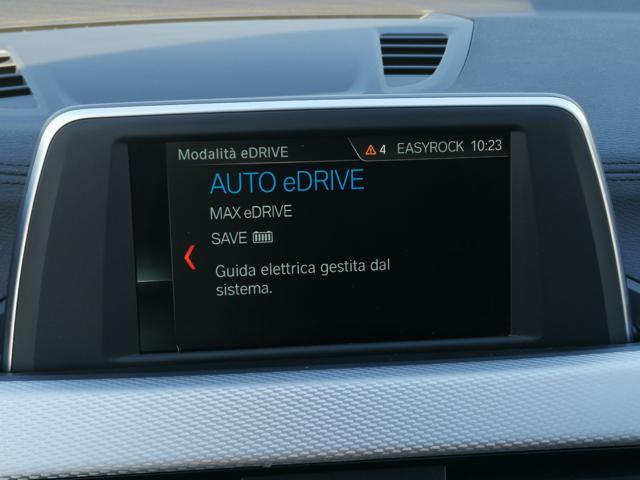 Modalità eDRIVE
4 EASYROCK 10:23
AUTO eDRIVE
MAX eDRIVE
SAVE
Guida elettrica gestita dal
sistema.